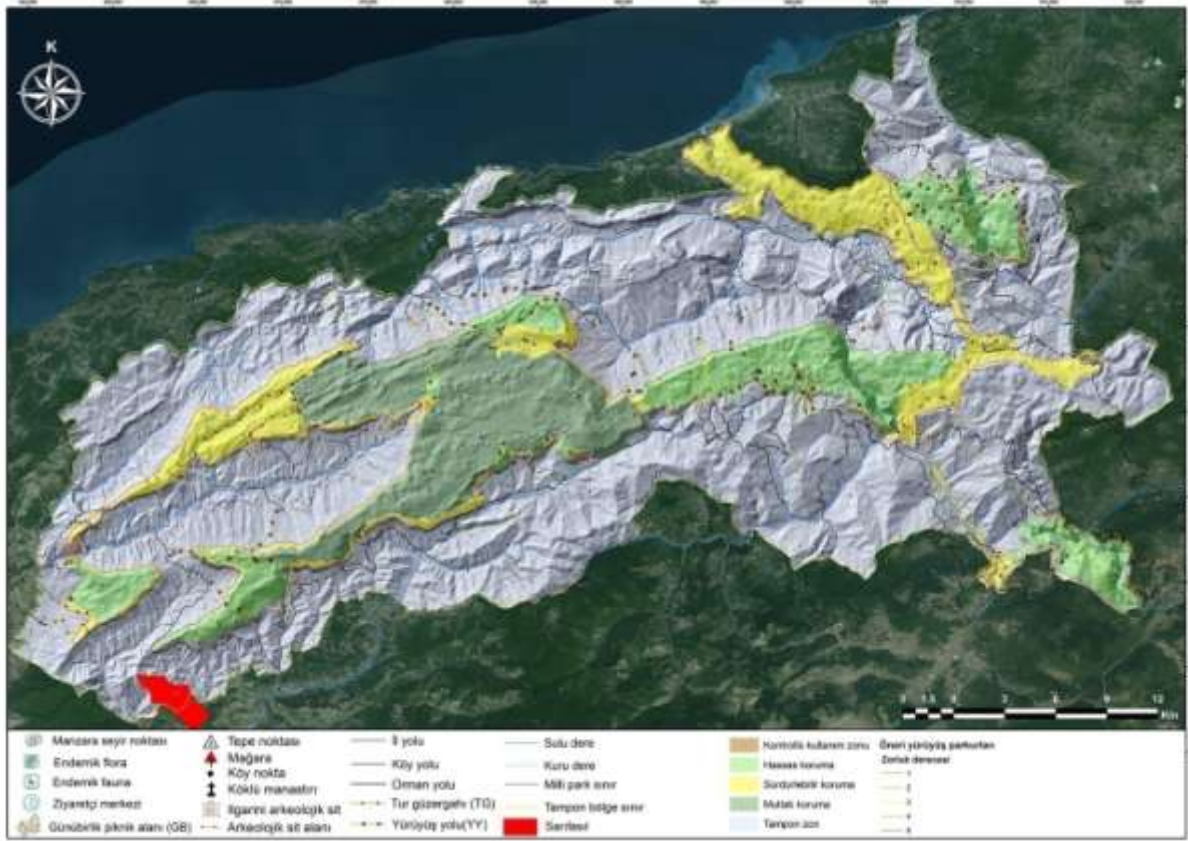 K
Km
Manzara seyir noktası
Endemik flora
Endemik fauna
Ziyaretçi merkezi
Günübirlik piknik alanı (GB)
Tepe noktası
Mağara
Köy nokta
Köklü manastırı
Ilgarini arkeolojik sit
Arkeolojik sit alanı
İl yolu
Köy yolu
Orman yolu
Tur güzergahı (TG)
Yürüyüş yolu(YY)
Sulu dere
Kuru dere
Milli park sınır
Tampon bölge sınır
Kontrollü kullanım zonu
Hassas koruma
Sürdürülebilir koruma
Mutlak koruma
Tampon zon
Öneri yürüyüş parkurları
Zorluk derecesi